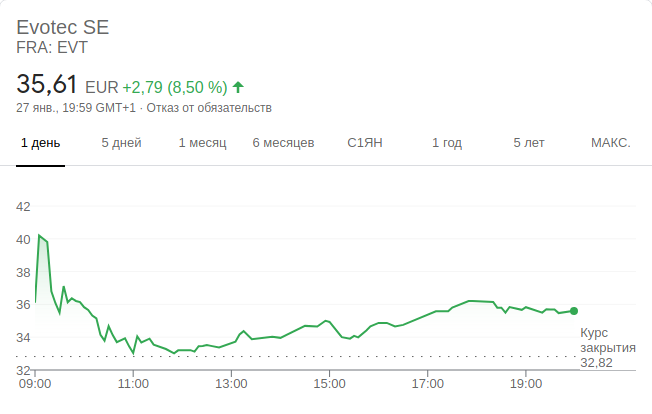 Evotec SE
FRA: EVT
35,61 EUR +2,79 (8,50 %)
27 янв., 19:59 GMT+1 · Отказ от обязательств
1 день 5 дней 1 месяц 6 месяцев С1ЯН 1 год 5 лет МАКС.
42
40
38
36
34
Курс
закрытия
32,82
32
09:00 11:00 13:00 15:00 17:00 19:00